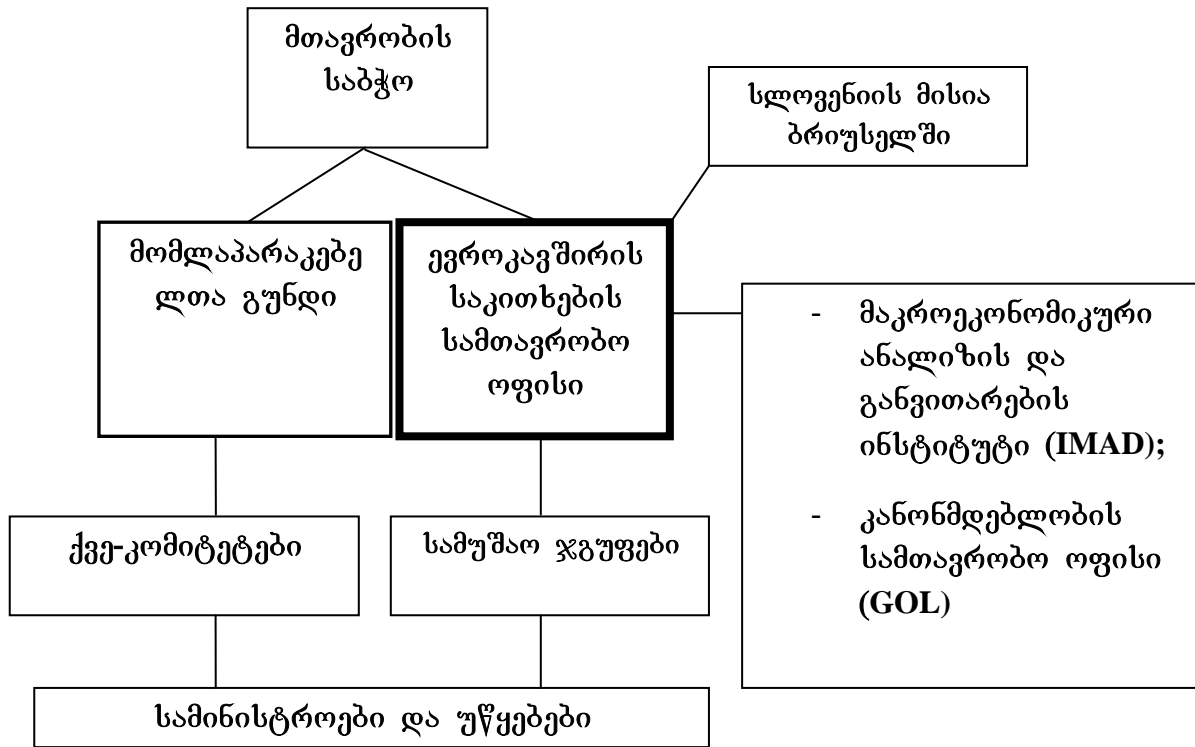 მთავრობის
საბჭო
სლოვენიის მისია
ბრიუსელში
მომლაპარაკებე
ლთა გუნდი
ევროკავშირის
საკითხების
სამთავრობო
ოფისი
- მაკროეკონომიკური
ანალიზის და
განვითარების
ინსტიტუტი (IMAD);
- კანონმდებლობის
სამთავრობო ოფისი
(GOL)
ქვე-კომიტეტები
სამუშაო ჯგუფები
სამინისტროები და უწყებები